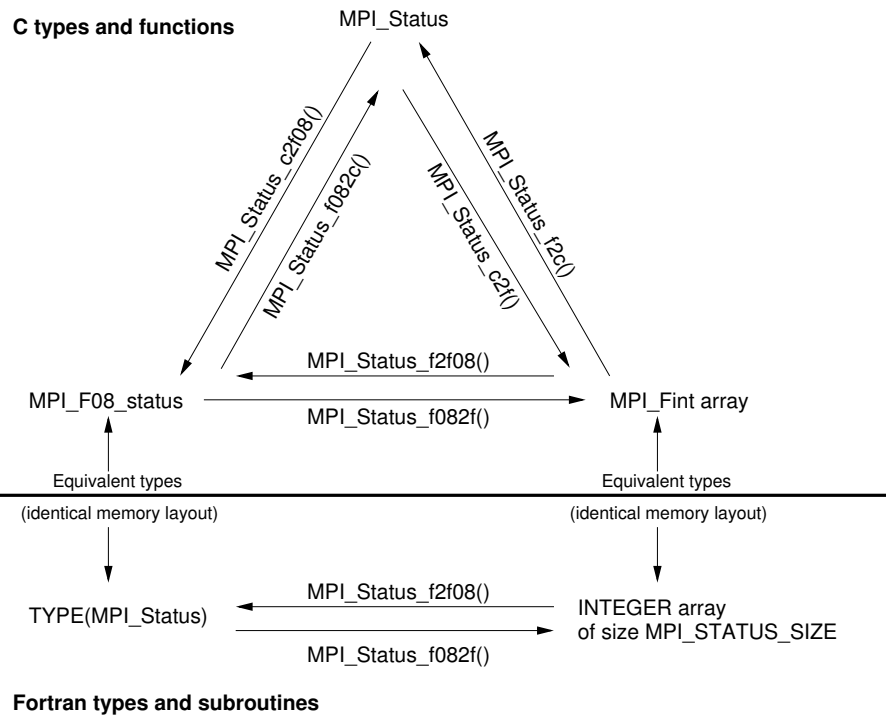 C types and functions
MPI_Status
MPI_Status_c2f08()
MPI_Status_f082c()
MPI_Status_c2f()
MPI_Status_f2c()
MPI_Status_f2f08()
MPI_F08_status
MPI_Fint array
MPI_Status_f082f()
Equivalent types
Equivalent types
(identical memory layout)
(identical memory layout)
MPI_Status_f2f08()
TYPE(MPI_Status)
INTEGER array
of size MPI_STATUS_SIZE
MPI_Status_f082f()
Fortran types and subroutines